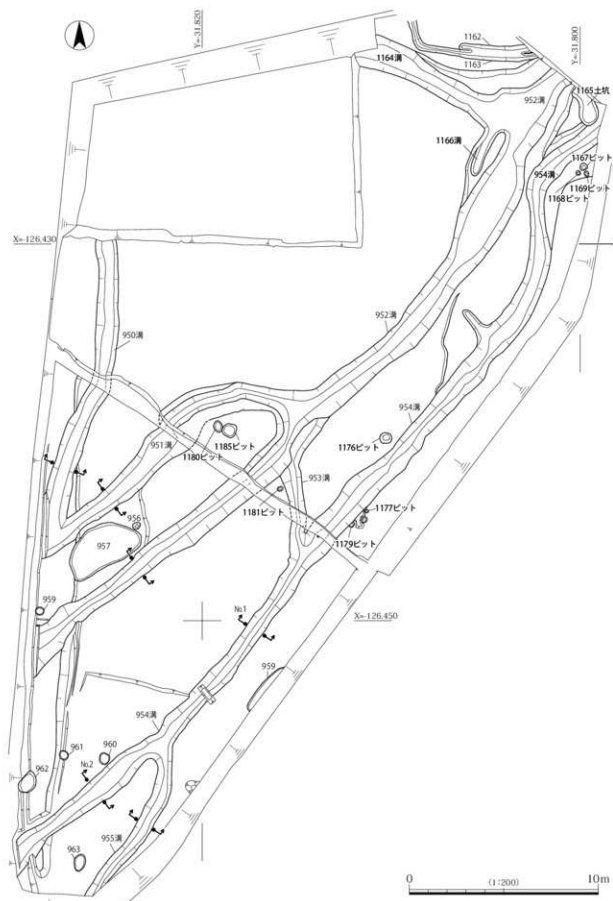 Y=-31,820
Y=-31,800
1162
1163
1164溝
952溝
1165土坑
1166溝
1167ピット
1169ピット
1168ピット
954溝
X=-126,430
952溝
950溝
954溝
951溝
1180ピット
1185ピット
1176ピット
953溝
1181ピット
1177ピット
1179ピット
956
957
959
No.1
X=-126,450
959
954溝
961
960
No.2
962
963
955溝
0
(1:200)
10m